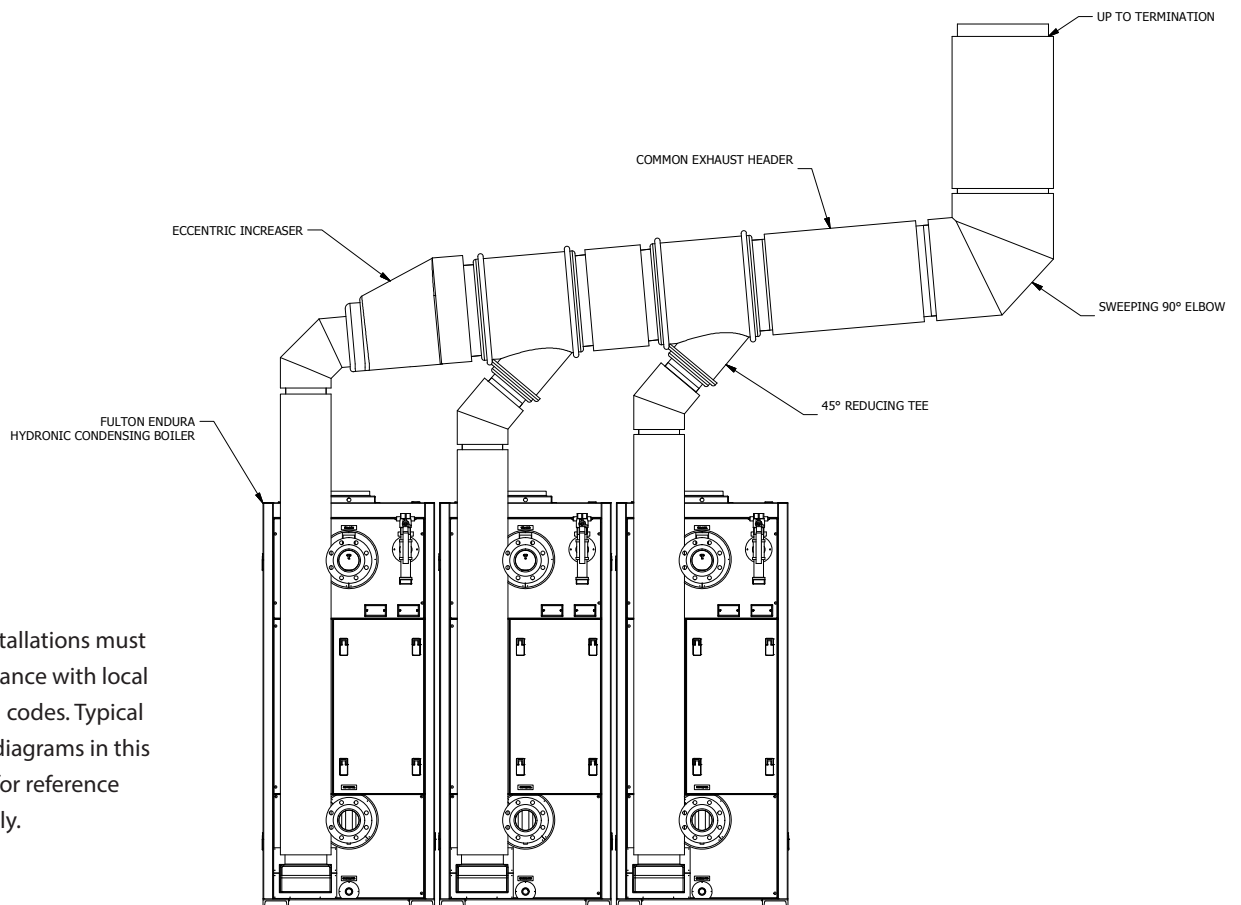 UP TO TERMINATION
COMMON EXHAUST HEADER
ECCENTRIC INCREASER
SWEEPING 90° ELBOW
45° REDUCING TEE
FULTON ENDURA
HYDRONIC CONDENSING BOILER
tallations must
ance with local
codes. Typical
diagrams in this
or reference
ly.